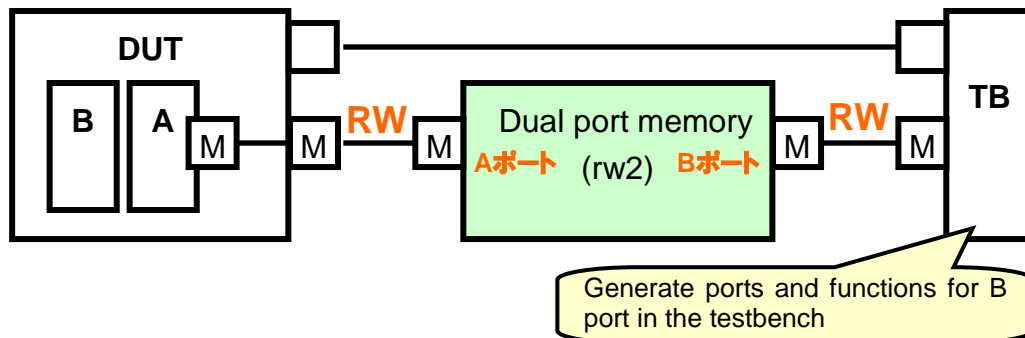 DUT
TB
B
A
M
M
RW
M
Dual port memory
Aポート
(rw2)
Bポート
M
RW
M
Generate ports and functions for B
port in the testbench